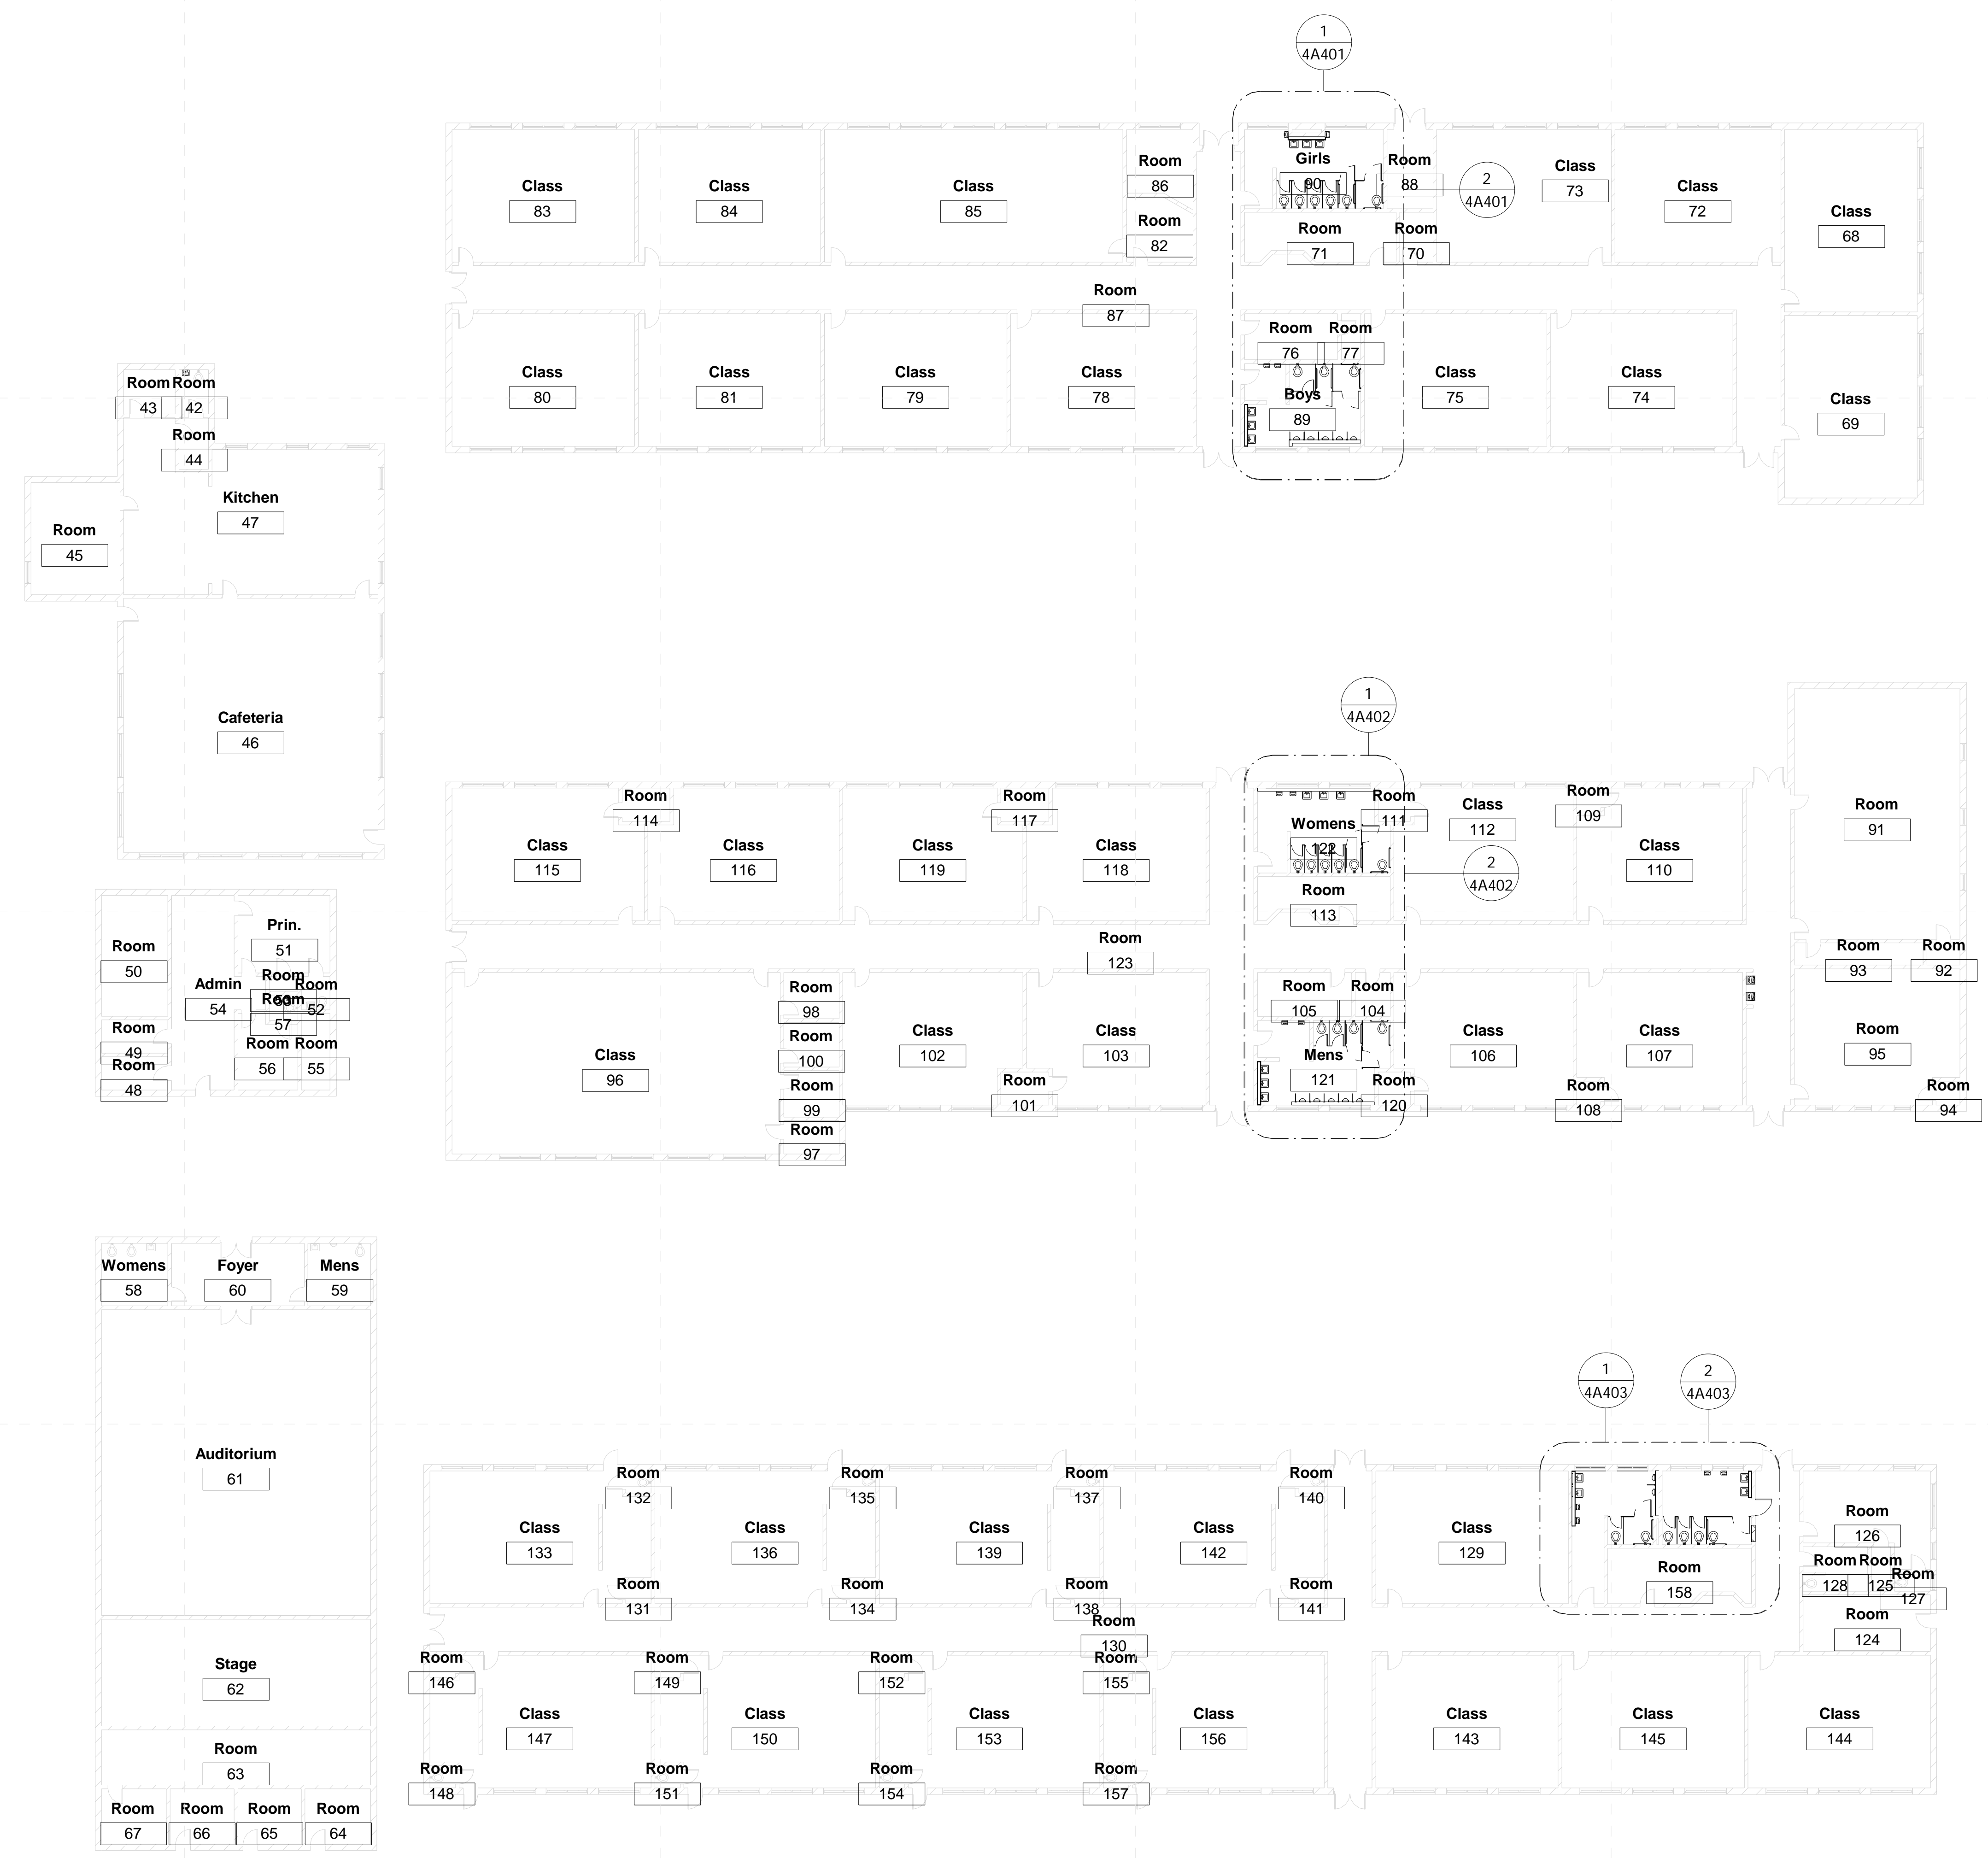 1
4A401
Class
83
Class
84
Class
85
Room
86
Room
82
Girls
90
Room
88
2
4A401
Class
73
Class
72
Class
68
Room
71
Room
70
Room
87
Class
80
Class
81
Class
79
Class
78
Room
76
Room
77
Boys
89
Class
75
Class
74
Class
69
Room
43
Room
42
Room
44
Kitchen
47
Room
45
Cafeteria
46
1
4A402
Room
114
Class
115
Class
116
Room
117
Class
119
Class
118
Womens
122
Room
111
Class
112
Room
109
Class
110
2
4A402
Room
113
Room
91
Room
93
Room
92
Room
123
Class
96
Room
98
Room
100
Room
99
Room
97
Class
102
Class
103
Room
101
Room
105
Room
104
Mens
121
Room
120
Class
106
Room
108
Class
107
Room
95
Room
94
Prin.
51
Room
50
Admin
54
Room
53
Room
52
Room
57
Room
49
Room
48
Room
56
Room
55
Womens
58
Foyer
60
Mens
59
Auditorium
61
Stage
62
Room
63
Room
67
Room
66
Room
65
Room
64
1
4A403
2
4A403
Room
132
Room
135
Room
137
Room
140
Class
133
Class
136
Class
139
Class
142
Class
129
Room
126
Room
128
Room
125
Room
127
Room
158
Room
131
Room
134
Room
138
Room
141
Room
130
Room
124
Room
146
Room
149
Room
152
Room
155
Class
147
Class
150
Class
153
Class
156
Class
143
Class
145
Class
144
Room
148
Room
151
Room
154
Room
157